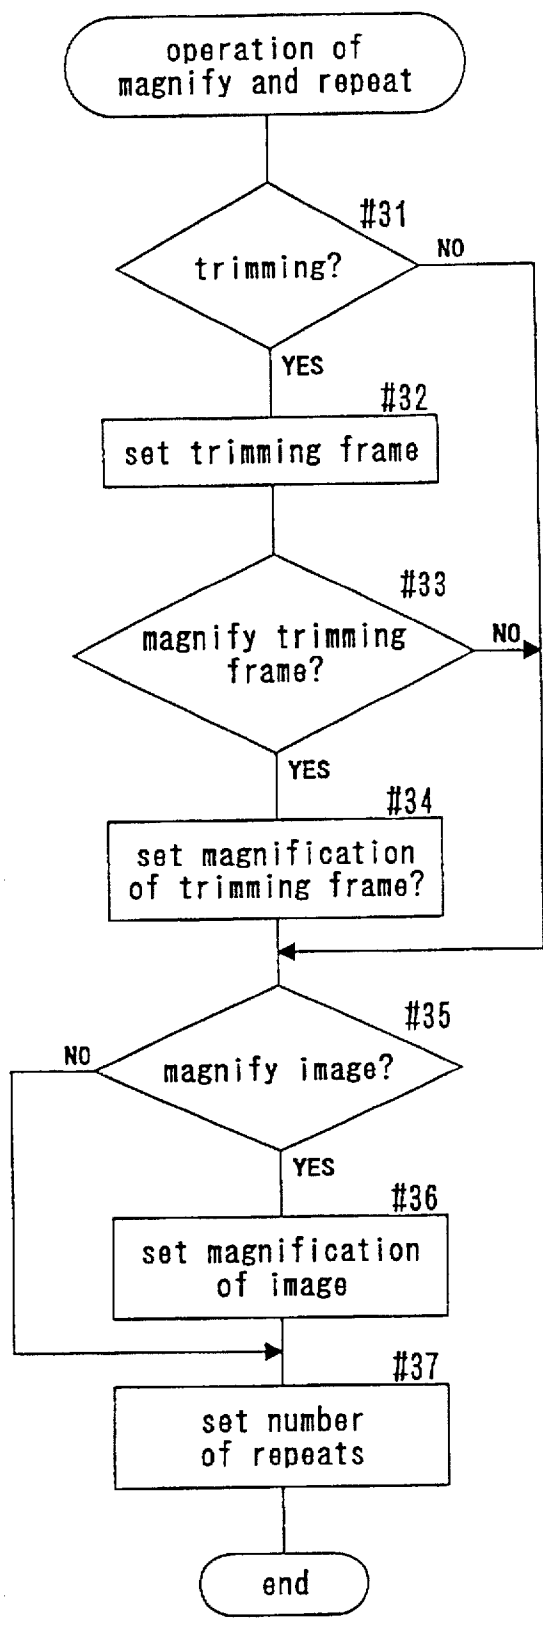 operation of
magnify and repeat
#31
trimming?
NO
YES
#32
set trimming frame
#33
magnify trimming
frame?
NO
YES
#34
set magnification
of trimming frame?
#35
NO
magnify image?
YES
#36
set magnification
of image
#37
set number
of repeats
end